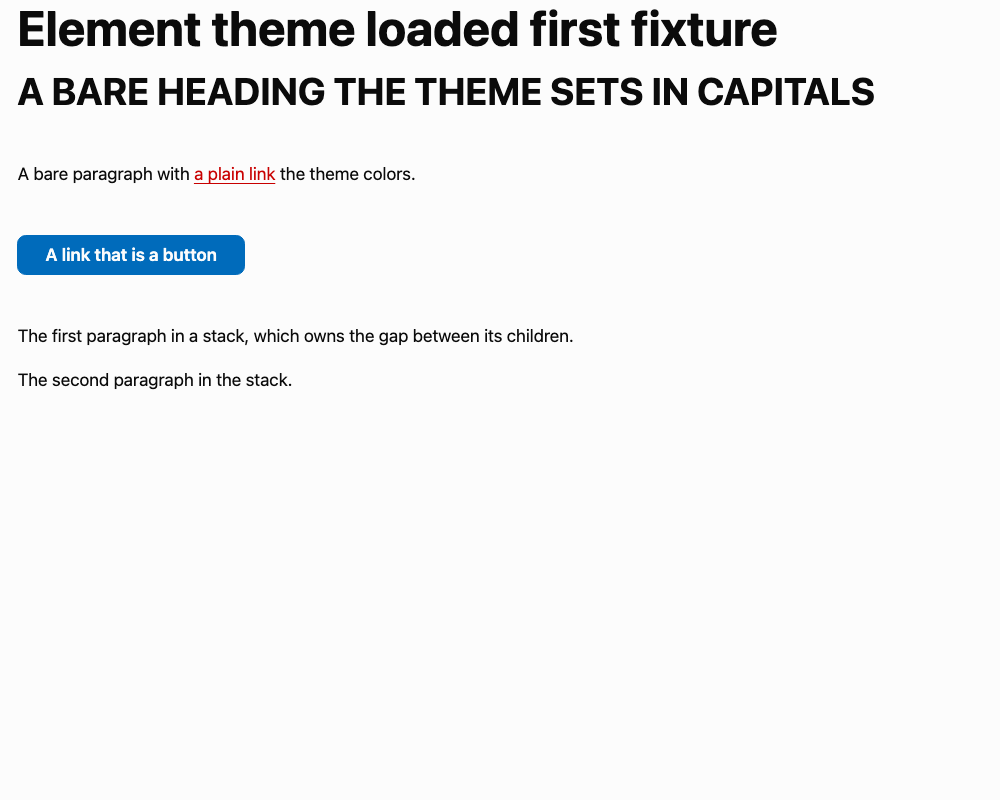 Element theme loaded first fixture
A BARE HEADING THE THEME SETS IN CAPITALS
A bare paragraph with a plain link the theme colors.
A link that is a button
The first paragraph in a stack, which owns the gap between its children.
The second paragraph in the stack.